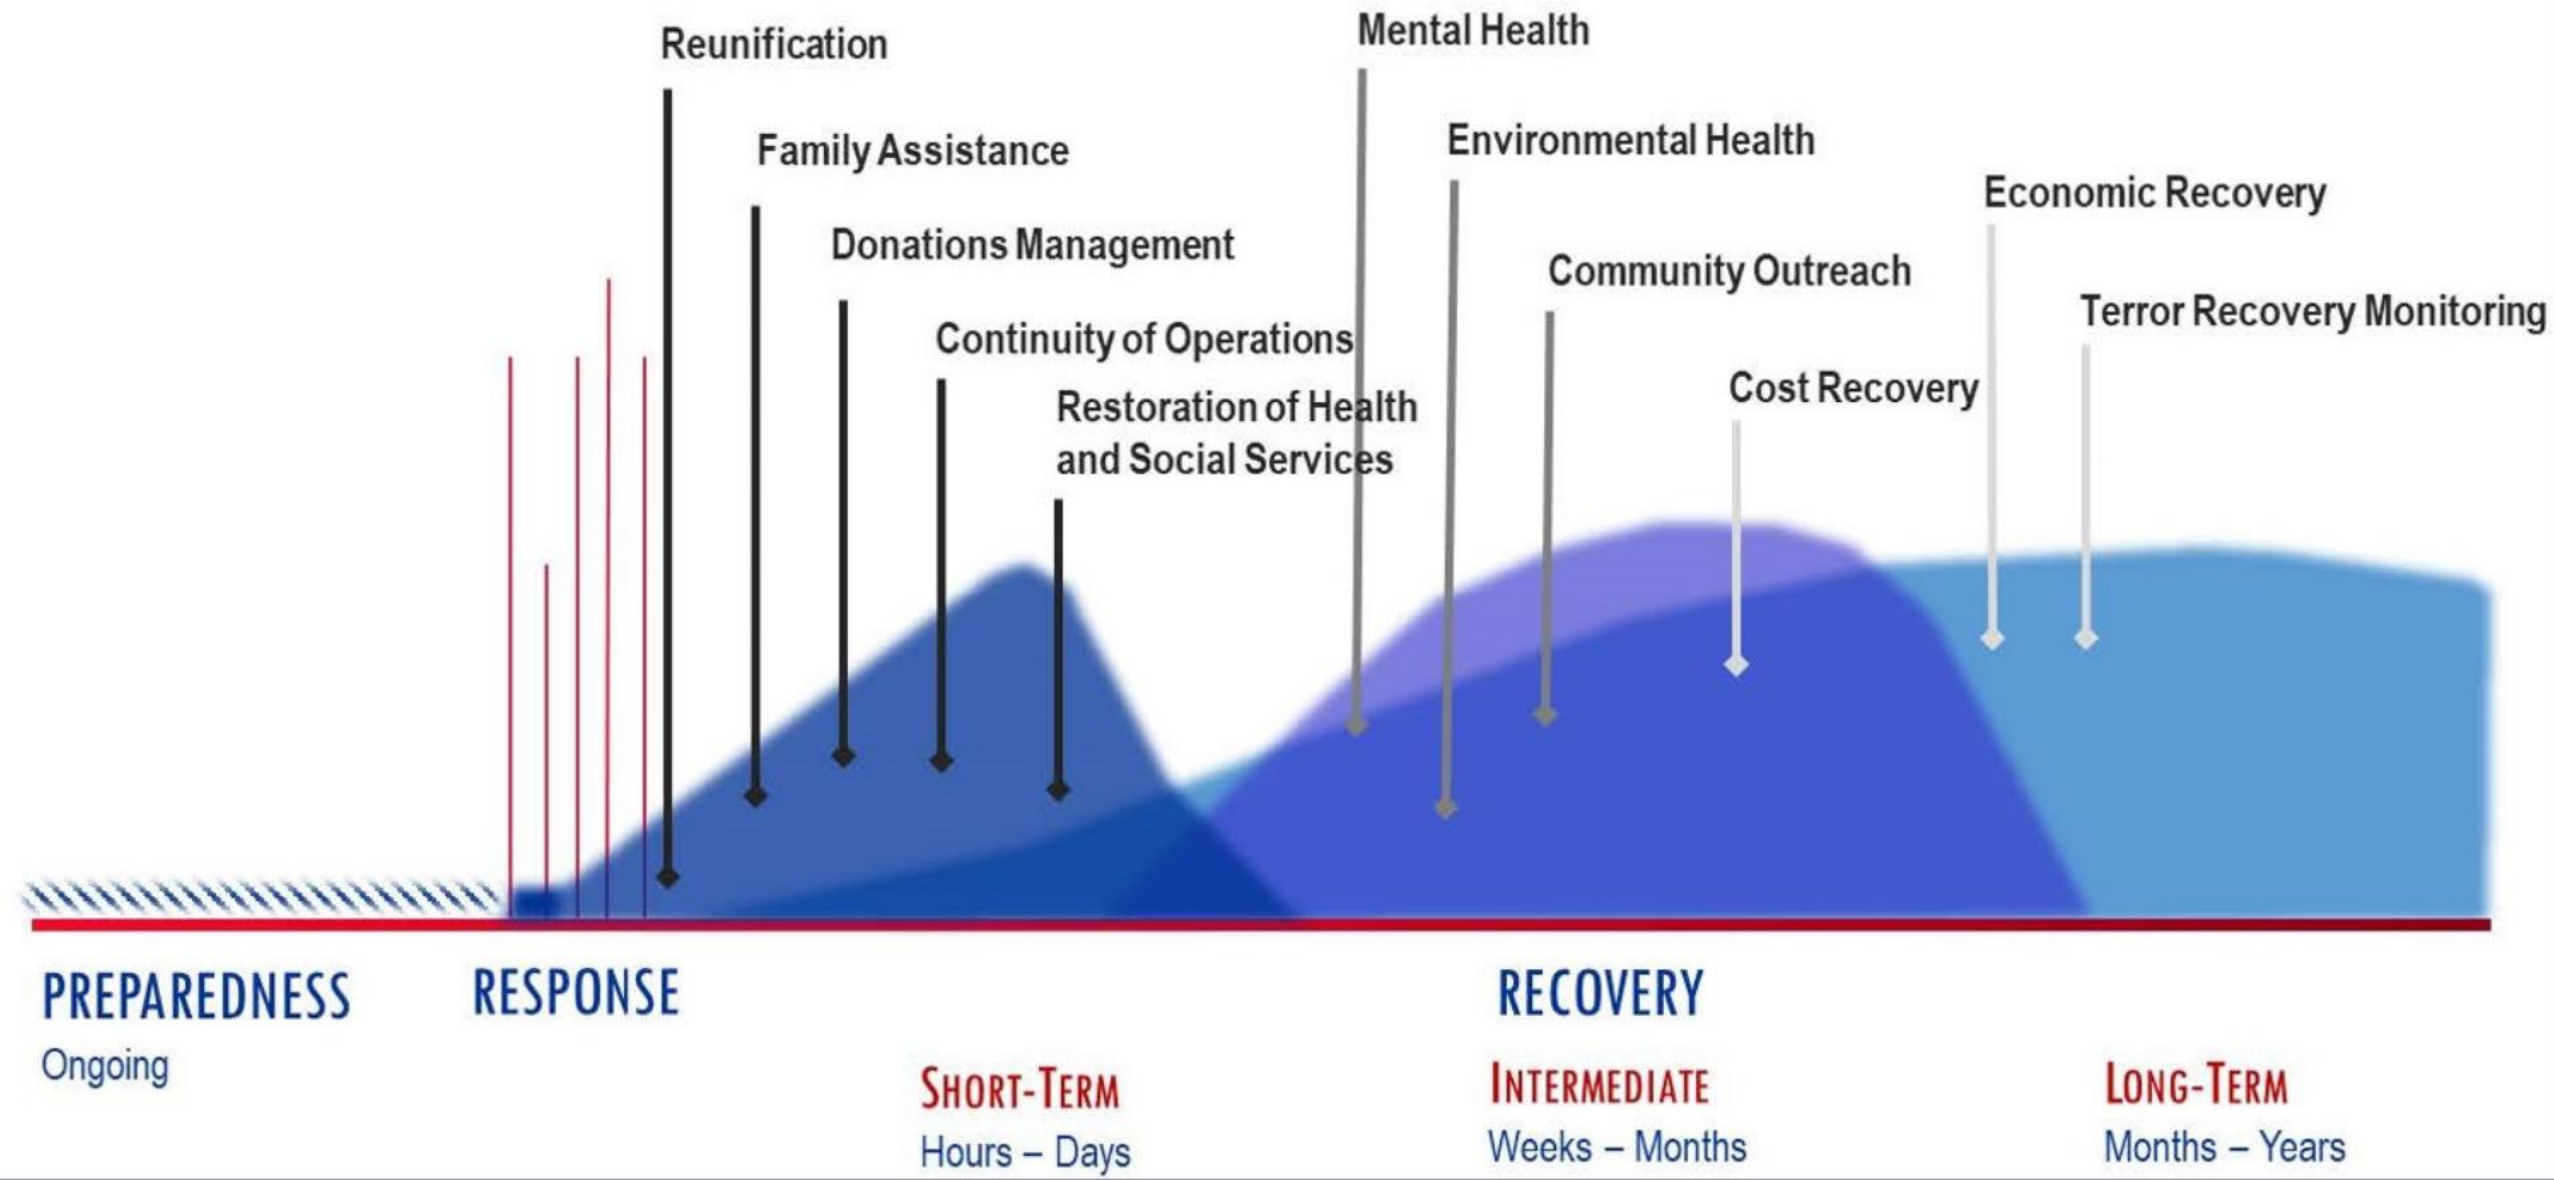 Reunification
Mental Health
Family Assistance
Environmental Health
Donations Management
Economic Recovery
Community Outreach
Continuity of Operations
Terror Recovery Monitoring
Restoration of Health
and Social Services
Cost Recovery
PREPAREDNESS
RESPONSE
RECOVERY
Ongoing
SHORT-TERM
INTERMEDIATE
LONG-TERM
Hours – Days
Weeks – Months
Months – Years